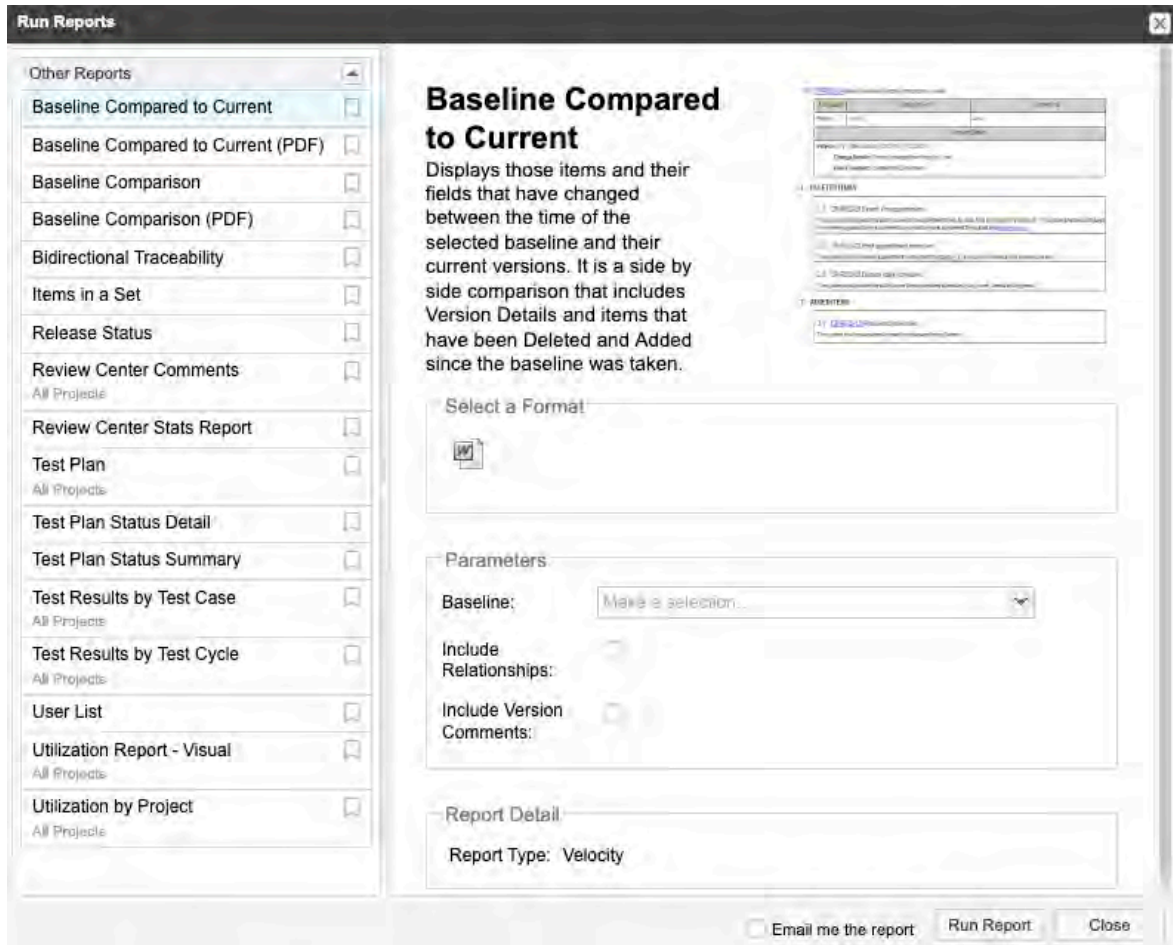 Run Reports
Other Reports
Baseline Compared to Current
Baseline Compared to Current (PDF)
Baseline Comparison
Baseline Comparison (PDF)
Bidirectional Traceability
Items in a Set
Release Status
Review Center Comments
All Projects
Review Center Stats Report
Test Plan
All Projects
Test Plan Status Detail
Test Plan Status Summary
Test Results by Test Case
All Projects
Test Results by Test Cycle
All Projects
User List
Utilization Report - Visual
All Projects
Utilization by Project
All Projects
Baseline Compared
to Current
Displays those items and their
fields that have changed
between the time of the
selected baseline and their
current versions. It is a side by
side comparison that includes
Version Details and items that
have been Deleted and Added
since the baseline was taken.
Select a Format
Parameters
Baseline:
Make a selection...
Include
Relationships:
Include Version
Comments:
Report Detail
Report Type: Velocity
Email me the report
Run Report
Close